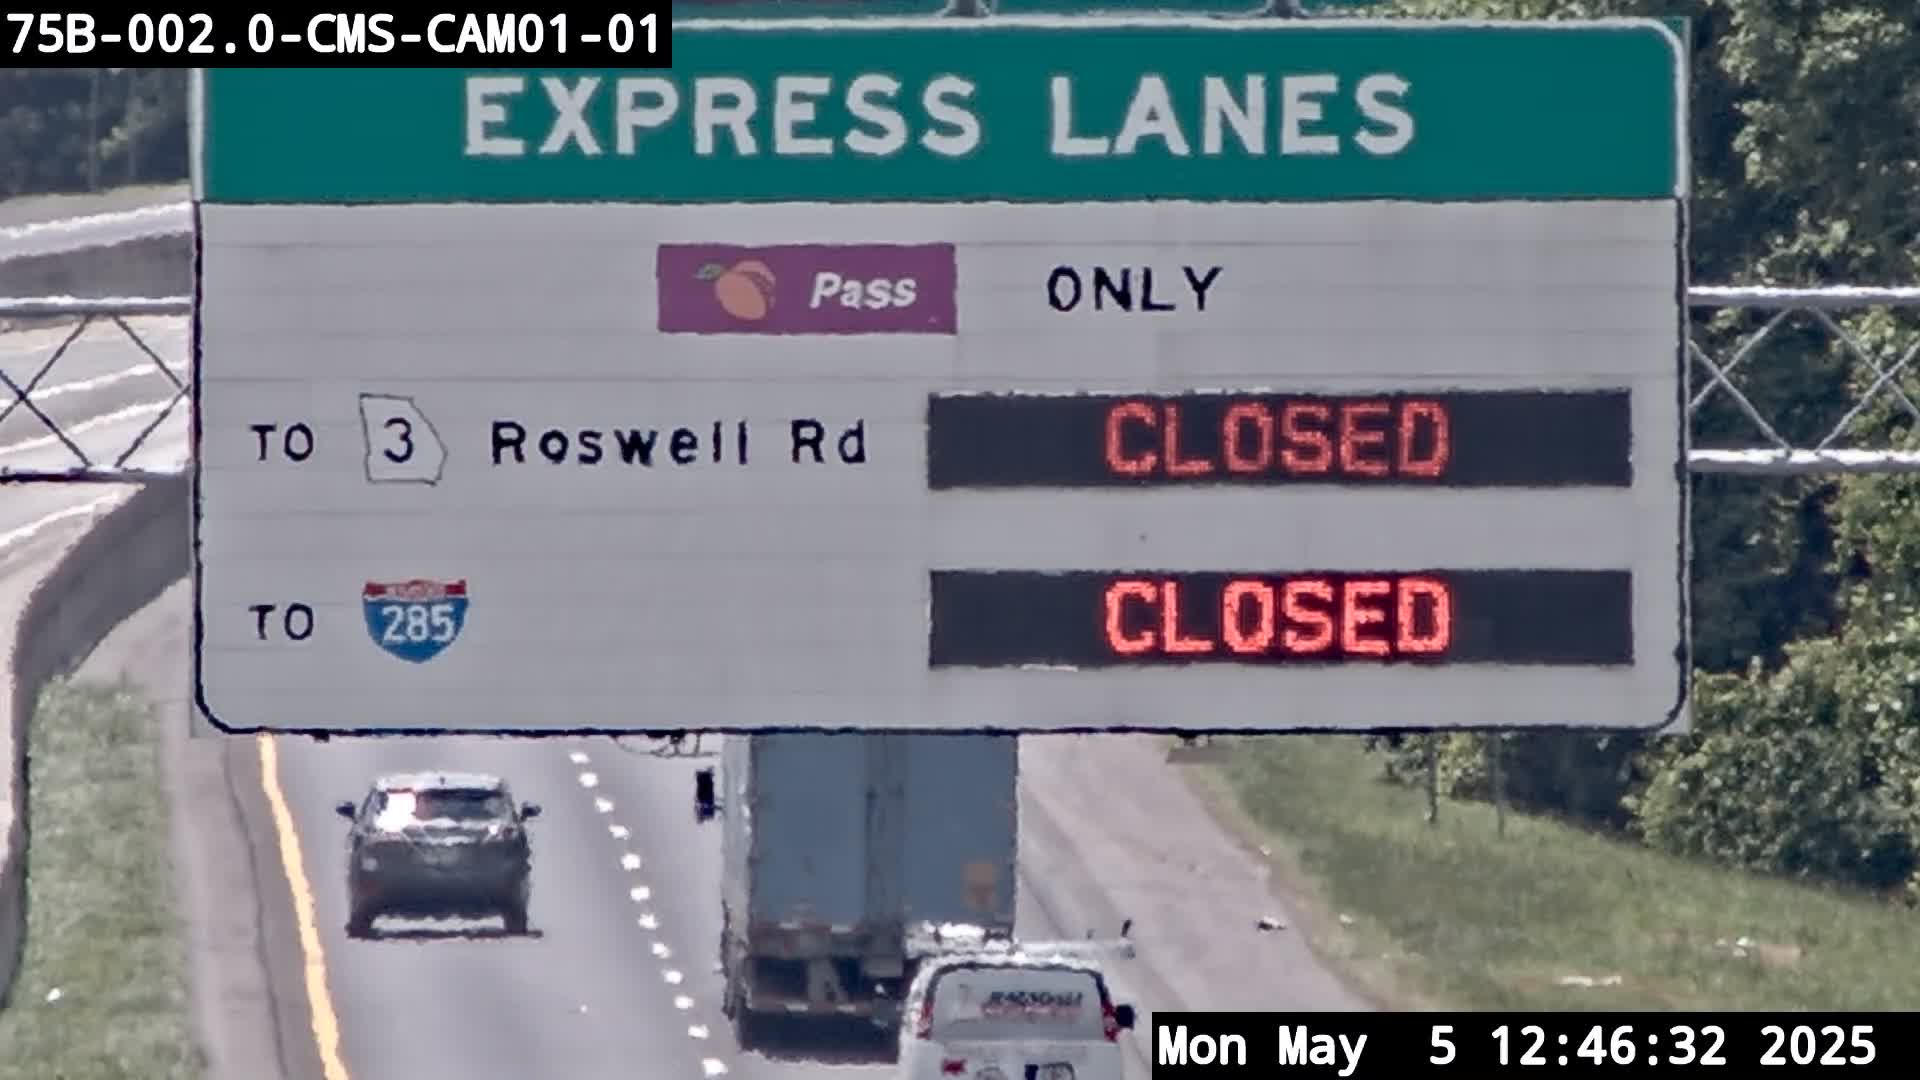 75B-002.0-CMS-CAM01-01
EXPRESS LANES
Pass ONLY
TO 3 Roswell Rd CLOSED
TO 285 CLOSED
Mon May 5 12:46:32 2025